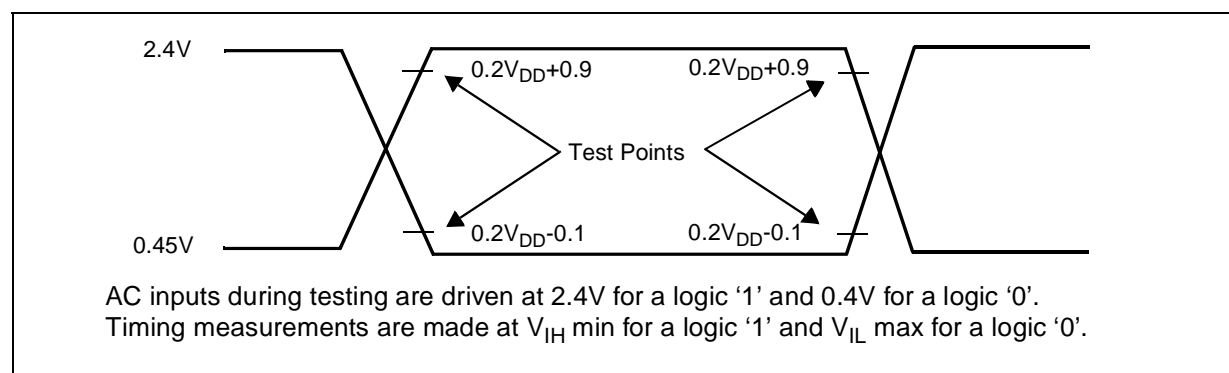 2.4V
0.2VDD+0.9 0.2VDD+0.9
Test Points
0.2VDD-0.1 0.2VDD-0.1
0.45V
AC inputs during testing are driven at 2.4V for a logic ‘1’ and 0.4V for a logic ‘0’.
Timing measurements are made at VIH min for a logic ‘1’ and VIL max for a logic ‘0’.